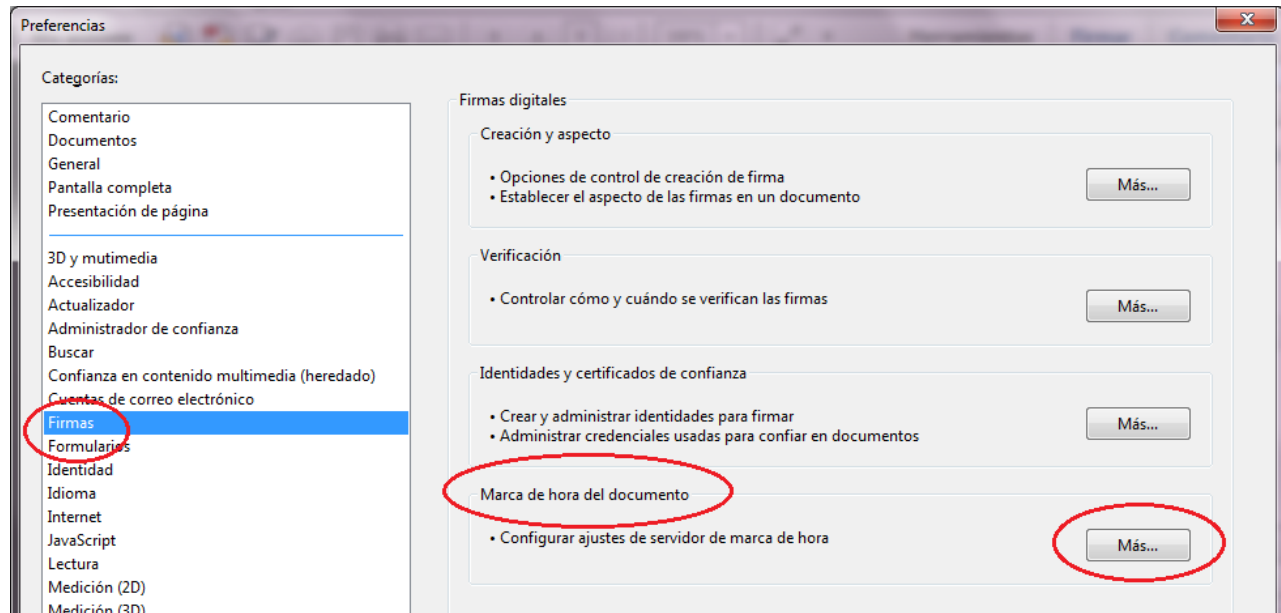 Preferencias
Categorías:
Comentario
Documentos
General
Pantalla completa
Presentación de página
3D y mutimedia
Accesibilidad
Actualizador
Administrador de confianza
Buscar
Confianza en contenido multimedia (heredado)
Cuentas de correo electrónico
Firmas
Formularios
Identidad
Idioma
Internet
JavaScript
Lectura
Medición (2D)
Medición (3D)
Firmas digitales
Creación y aspecto
• Opciones de control de creación de firma
• Establecer el aspecto de las firmas en un documento
Más...
Verificación
• Controlar cómo y cuándo se verifican las firmas
Más...
Identidades y certificados de confianza
• Crear y administrar identidades para firmar
• Administrar credenciales usadas para confiar en documentos
Más...
Marca de hora del documento
• Configurar ajustes de servidor de marca de hora
Más...